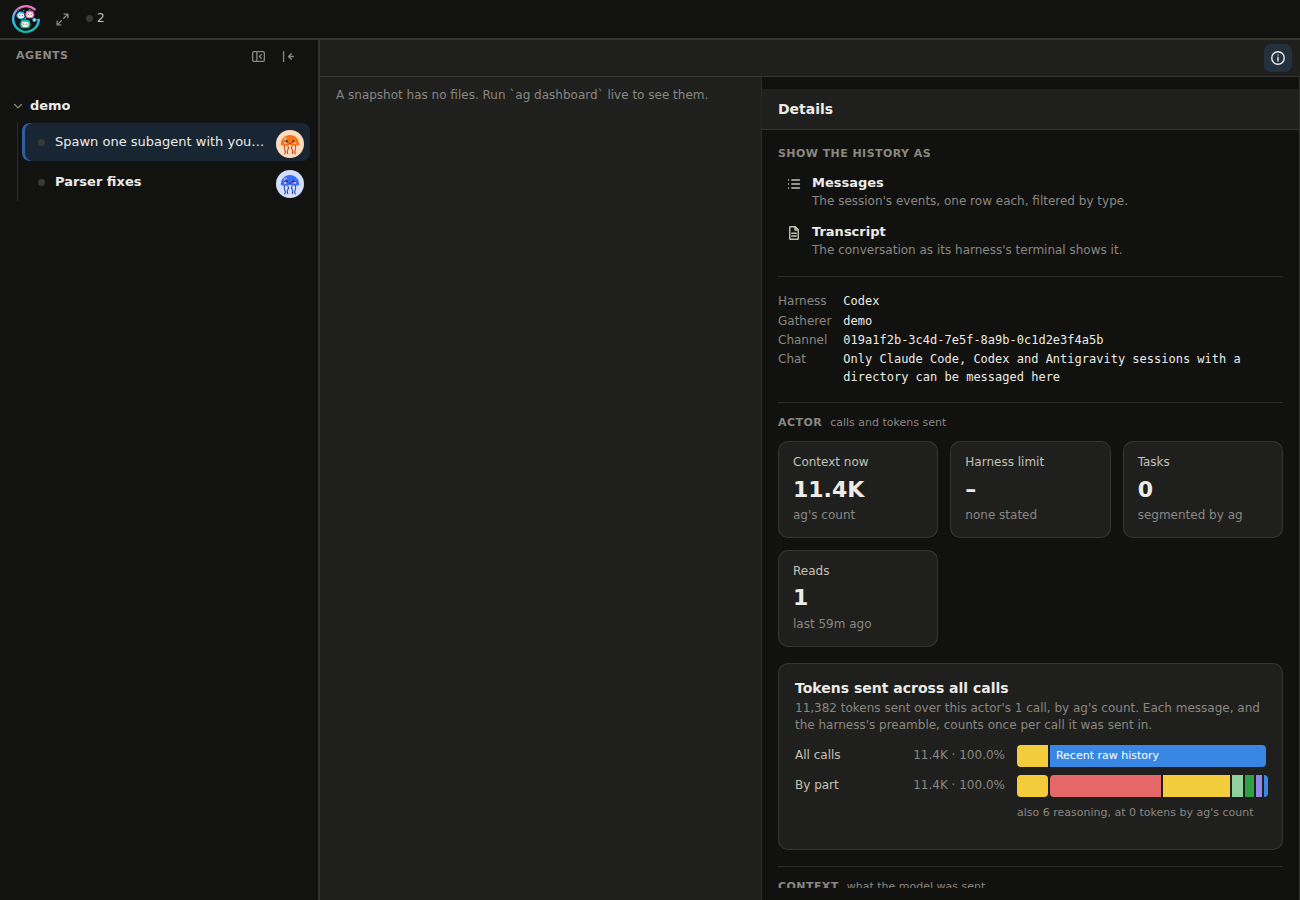 2
AGENTS
demo
Spawn one subagent with you…
Parser fixes
A snapshot has no files. Run `ag dashboard` live to see them.
Details
SHOW THE HISTORY AS
Messages
The session's events, one row each, filtered by type.
Transcript
The conversation as its harness's terminal shows it.
Harness Codex
Gatherer demo
Channel 019a1f2b-3c4d-7e5f-8a9b-0c1d2e3f4a5b
Chat Only Claude Code, Codex and Antigravity sessions with a
directory can be messaged here
ACTOR calls and tokens sent
Context now
11.4K
ag's count
Harness limit
–
none stated
Tasks
0
segmented by ag
Reads
1
last 59m ago
Tokens sent across all calls
11,382 tokens sent over this actor's 1 call, by ag's count. Each message, and
the harness's preamble, counts once per call it was sent in.
All calls 11.4K · 100.0% Recent raw history
By part 11.4K · 100.0%
also 6 reasoning, at 0 tokens by ag's count
CONTEXT what the model was sent